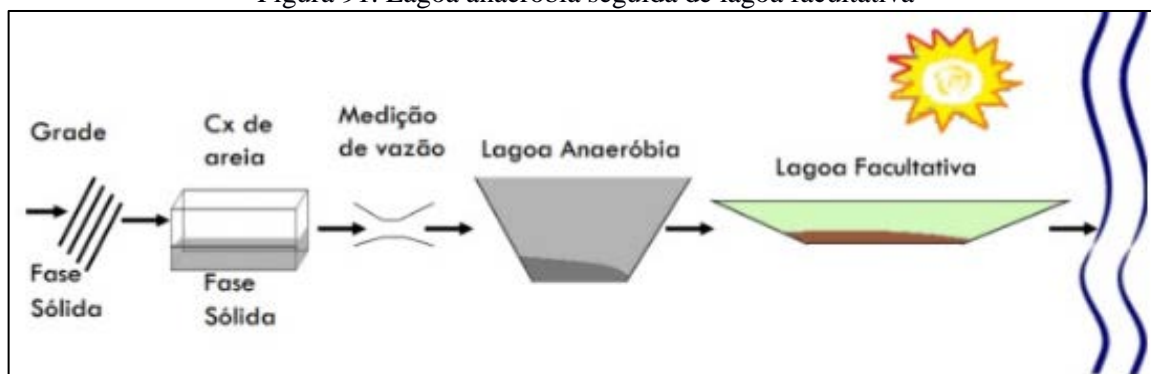 Figura 91: Lagoa anaeróbia seguida de lagoa facultativa
Grade
Cx de
areia
Medição
de vazão
Lagoa Anaeróbia
Lagoa Facultativa
Fase
Sólida
Fase
Sólida